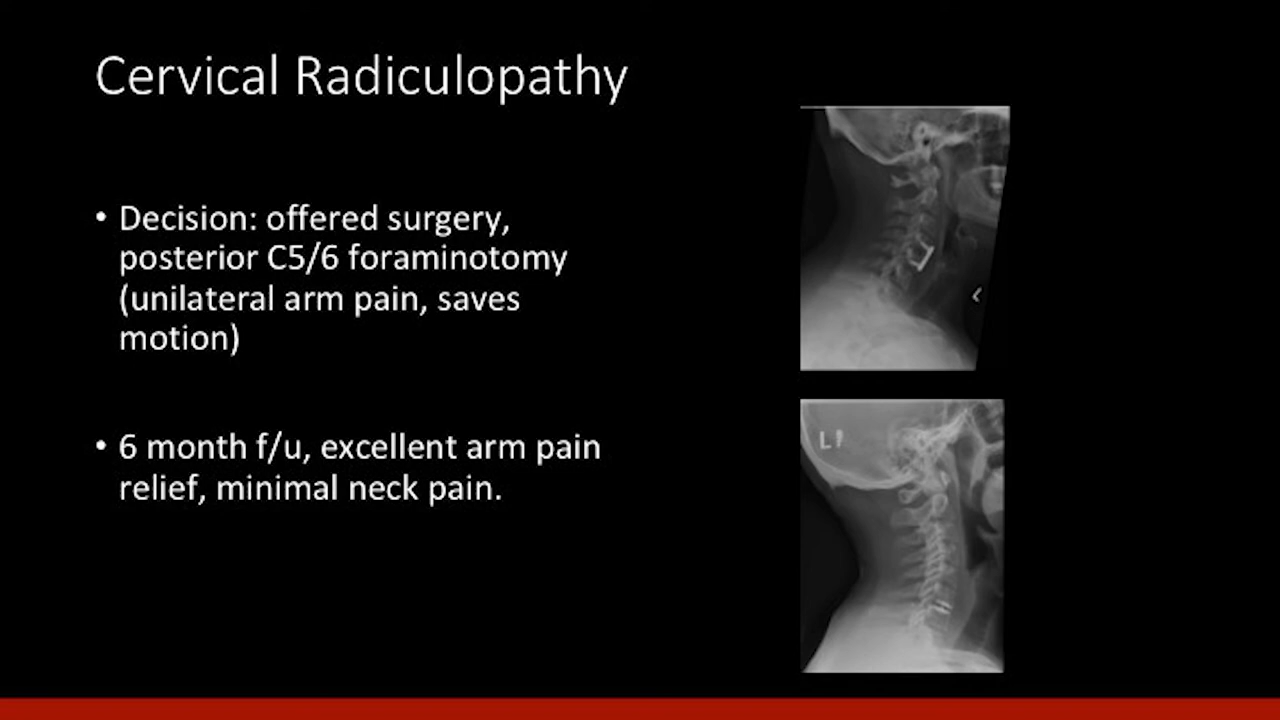 Cervical Radiculopathy
• Decision: offered surgery,
posterior C5/6 foraminotomy
(unilateral arm pain, saves
motion)
• 6 month f/u, excellent arm pain
relief, minimal neck pain.
L